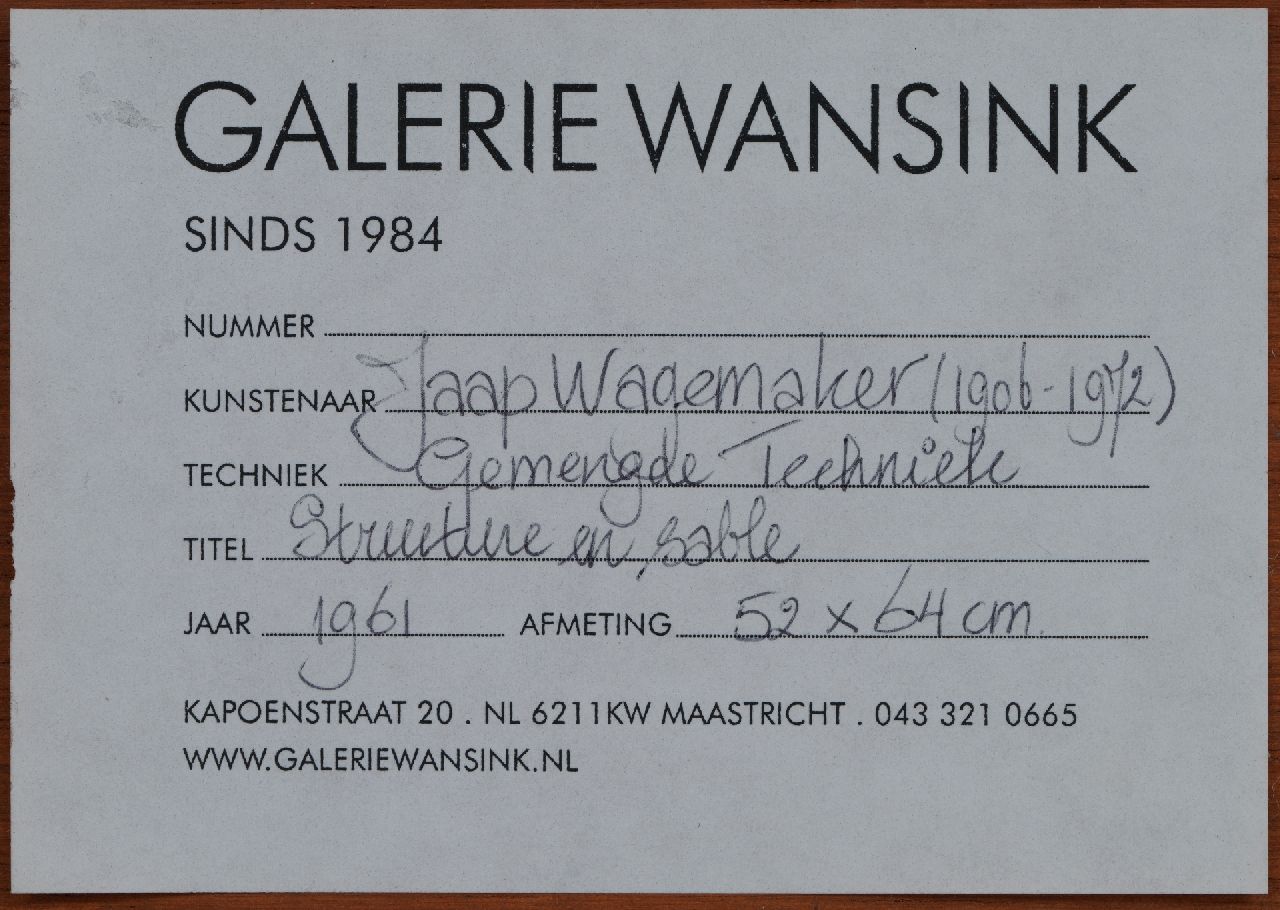 GALERIE WANSINK
SINDS 1984
NUMMER
KUNSTENAAR Jaap Wagemaker (1906-1972)
TECHNIEK Gemengde Techniek
TITEL Structure en sable
JAAR 1961 AFMETING 52 x 64 cm.
KAPOENSTRAAT 20 . NL 6211KW MAASTRICHT . 043 321 0665
WWW.GALERIEWANSINK.NL